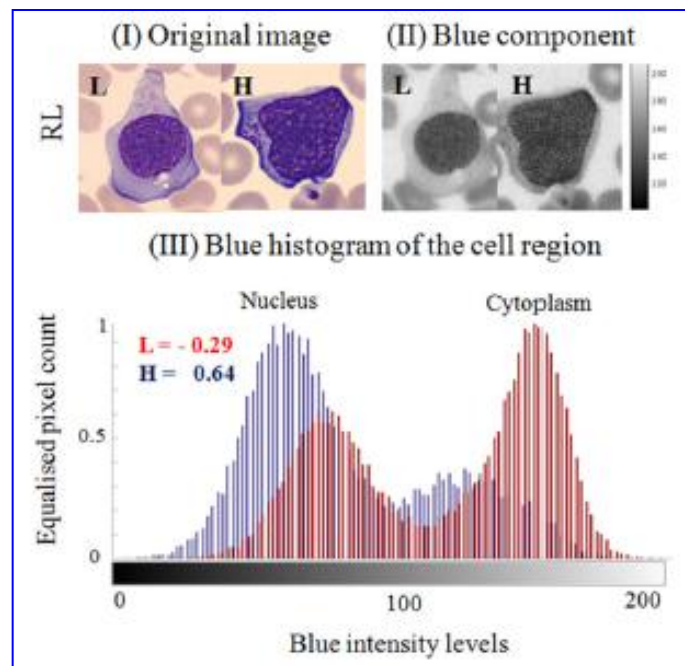 (I) Original image (II) Blue component
RL
L H L H
(III) Blue histogram of the cell region
Nucleus Cytoplasm
L = - 0.29
H = 0.64
Equalised pixel count
1
0.5
0
0 100 200
Blue intensity levels